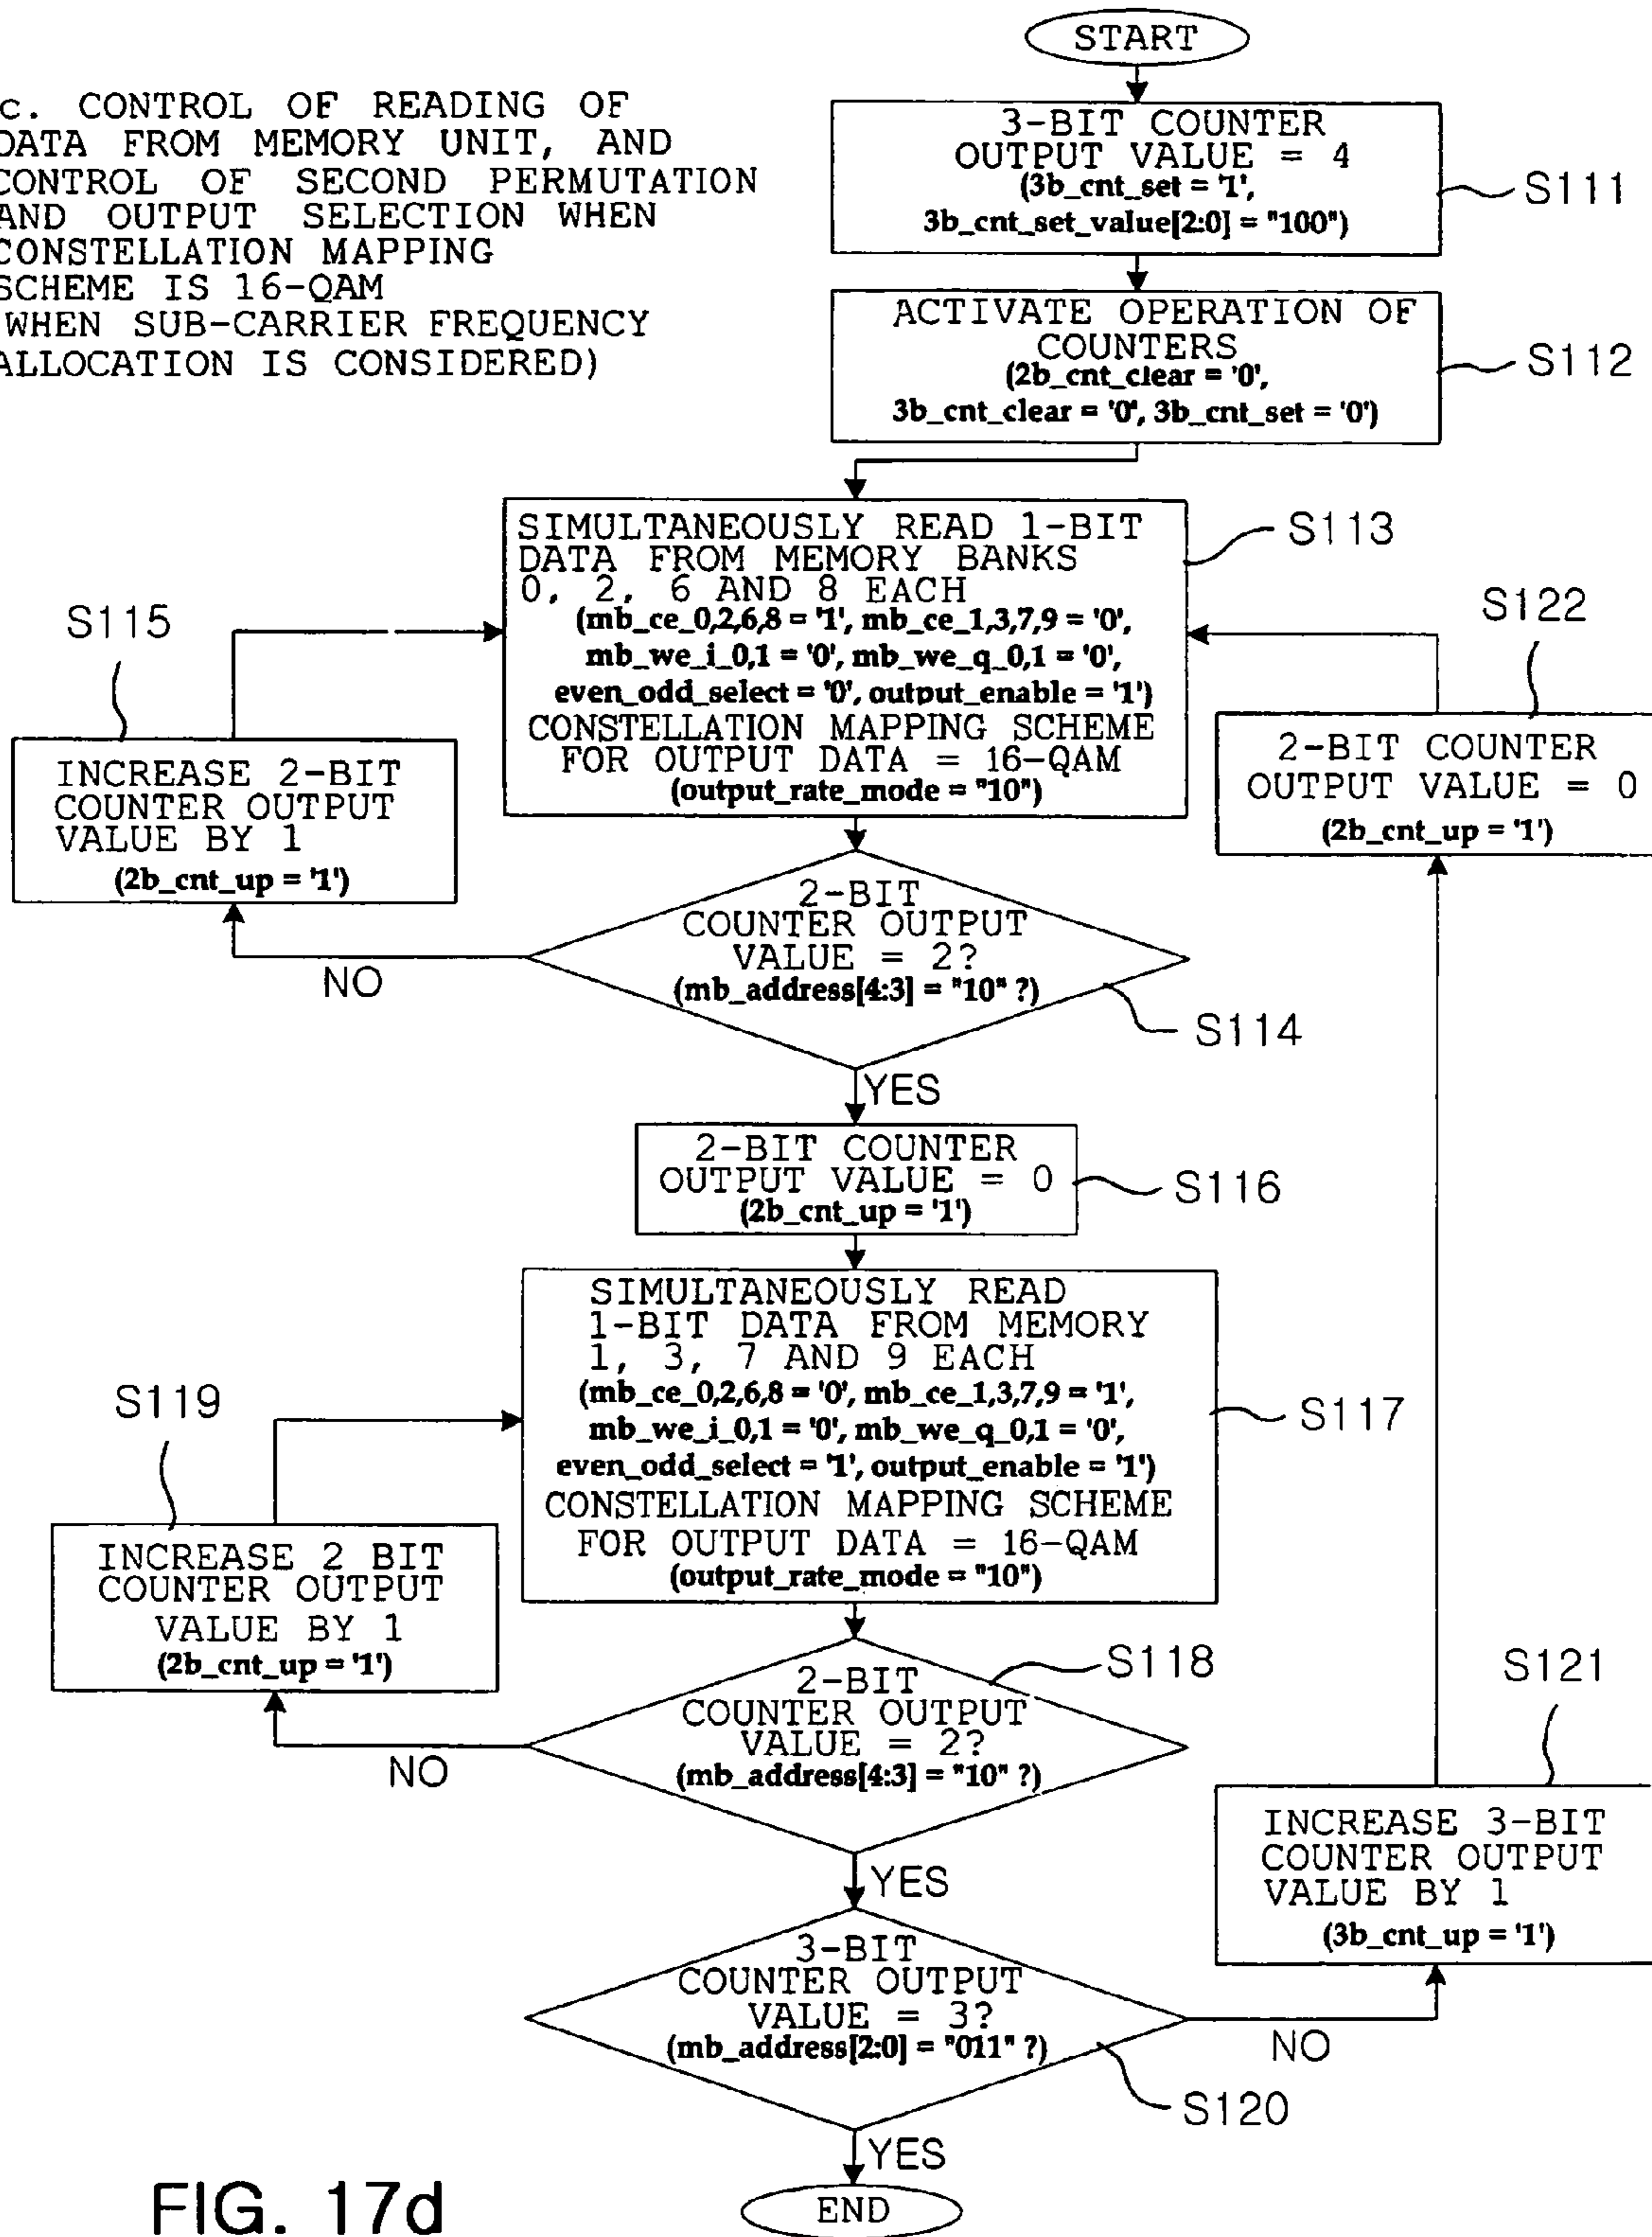 START
c. CONTROL OF READING OF
DATA FROM MEMORY UNIT, AND
CONTROL OF SECOND PERMUTATION
AND OUTPUT SELECTION WHEN
CONSTELLATION MAPPING
SCHEME IS 16-QAM
WHEN SUB-CARRIER FREQUENCY
ALLOCATION IS CONSIDERED)
3-BIT COUNTER
OUTPUT VALUE = 4
(3b_cnt_set = '1',
3b_cnt_set_value[2:0] = "100")
S111
ACTIVATE OPERATION OF
COUNTERS
(2b_cnt_clear = '0',
3b_cnt_clear = '0', 3b_cnt_set = '0')
S112
SIMULTANEOUSLY READ 1-BIT
DATA FROM MEMORY BANKS
0, 2, 6 AND 8 EACH
(mb_ce_0,2,6,8 = '1', mb_ce_1,3,7,9 = '0',
mb_we_i_0,1 = '0', mb_we_q_0,1 = '0',
even_odd_select = '0', output_enable = '1')
CONSTELLATION MAPPING SCHEME
FOR OUTPUT DATA = 16-QAM
(output_rate_mode = "10")
S113
S115
INCREASE 2-BIT
COUNTER OUTPUT
VALUE BY 1
(2b_cnt_up = '1')
S122
2-BIT COUNTER
OUTPUT VALUE = 0
(2b_cnt_up = '1')
2-BIT
COUNTER OUTPUT
VALUE = 2?
(mb_address[4:3] = "10" ?)
NO
S114
YES
2-BIT COUNTER
OUTPUT VALUE = 0
(2b_cnt_up = '1')
S116
SIMULTANEOUSLY READ
1-BIT DATA FROM MEMORY
1, 3, 7 AND 9 EACH
(mb_ce_0,2,6,8 = '0', mb_ce_1,3,7,9 = '1',
mb_we_i_0,1 = '0', mb_we_q_0,1 = '0',
even_odd_select = '1', output_enable = '1')
CONSTELLATION MAPPING SCHEME
FOR OUTPUT DATA = 16-QAM
(output_rate_mode = "10")
S117
S119
INCREASE 2 BIT
COUNTER OUTPUT
VALUE BY 1
(2b_cnt_up = '1')
2-BIT
COUNTER OUTPUT
VALUE = 2?
(mb_address[4:3] = "10" ?)
S118
NO
YES
S121
INCREASE 3-BIT
COUNTER OUTPUT
VALUE BY 1
(3b_cnt_up = '1')
3-BIT
COUNTER OUTPUT
VALUE = 3?
(mb_address[2:0] = "011" ?)
NO
S120
YES
END
FIG. 17d